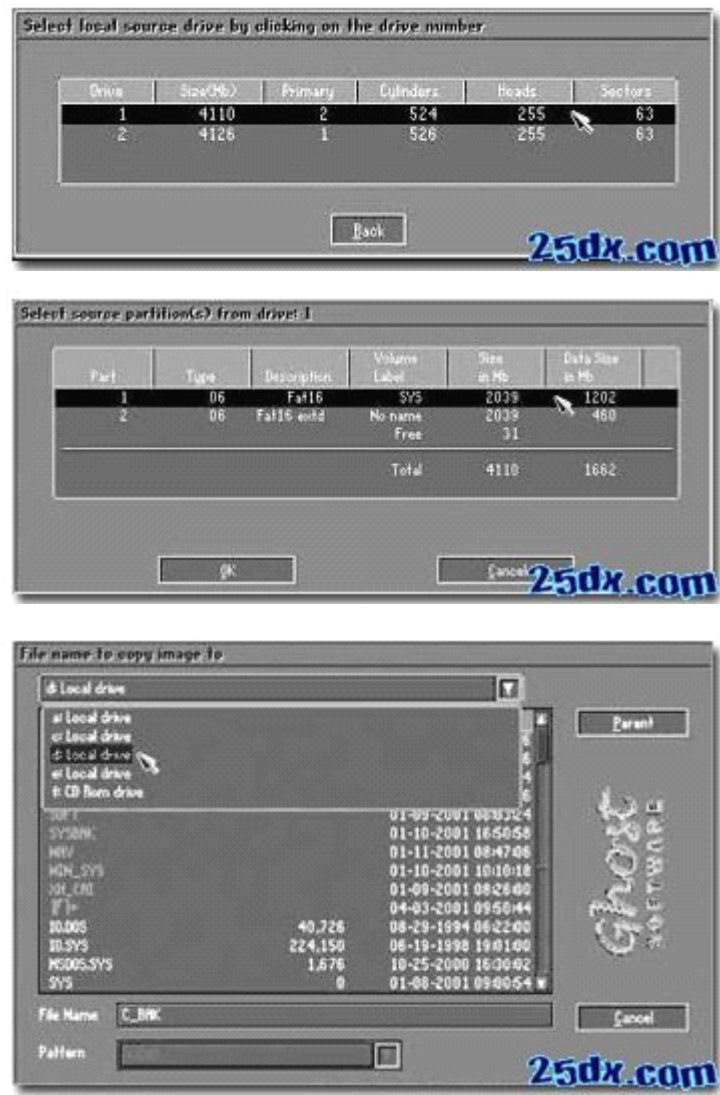 Select local source drive by clicking on the drive number
Drive Size(Mb) Primary Cylinders Heads Sectors
1 4110 2 524 255 63
2 4126 1 526 255 63
Back
25dx.com
Select source partition(s) from drive: 1
Part Type Description Volume Label Size in Mb Data Size in Mb
1 06 Fat16 SYS 2039 1202
2 06 Fat16 extd No name 2039 460
Free 31
Total 4110 1662
OK Cancel
25dx.com
File name to copy image to
d: Local drive
Parent
a: Local drive
c: Local drive
d: Local drive
e: Local drive
f: CD Rom drive
SOFT 01-09-2001 08:03:24
SYSBAK 01-10-2001 16:50:58
01-11-2001 08:47:06
WIN_SYS 01-10-2001 10:10:18
01-09-2001 08:26:00
04-03-2001 09:50:44
IO.DOS 40,726 08-29-1994 06:22:00
IO.SYS 224,150 06-19-1998 19:01:00
MSDOS.SYS 1,676 10-25-2000 16:30:02
SYS 0 01-08-2001 09:00:54
Ghost
SOFTWARE
File Name C_BAK
Cancel
Pattern
25dx.com